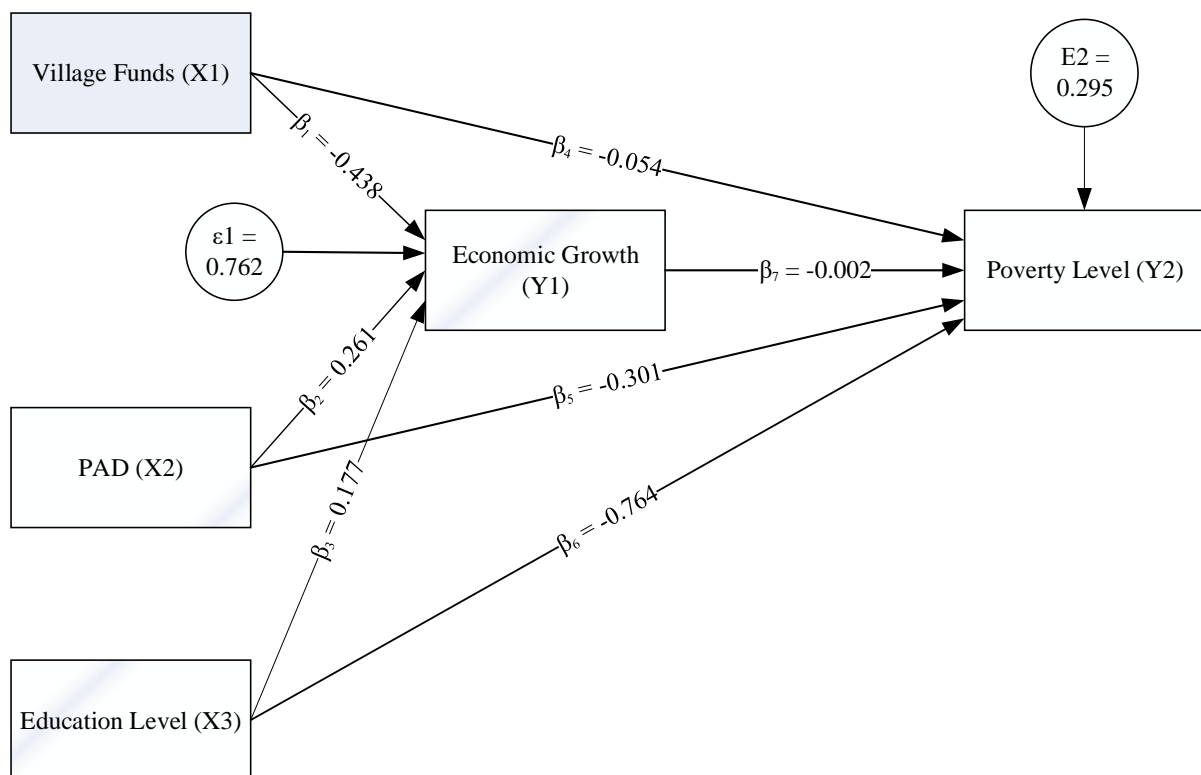 Village Funds (X1)
E2 =
0.295
β₁ = -0.438
β₄ = -0.054
ε1 =
0.762
Economic Growth
(Y1)
β₇ = -0.002
Poverty Level (Y2)
β₂ = 0.261
β₅ = -0.301
PAD (X2)
β₃ = 0.177
β₆ = -0.764
Education Level (X3)